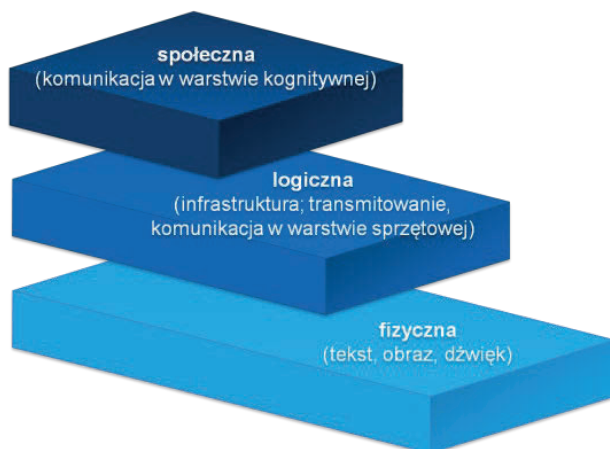 społeczna
(komunikacja w warstwie kognitywnej)
logiczna
(infrastruktura; transmitowanie,
komunikacja w warstwie sprzętowej)
fizyczna
(tekst, obraz, dźwięk)